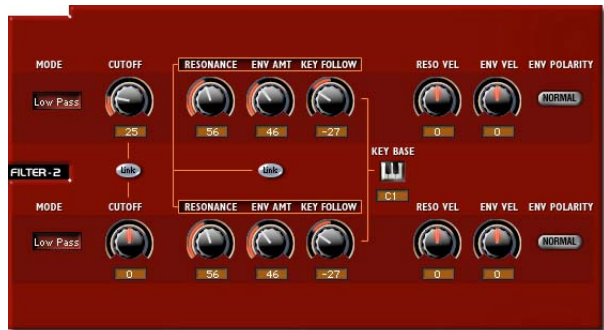 MODE CUTOFF RESONANCE ENV AMT KEY FOLLOW RESO VEL ENV VEL ENV POLARITY
Low Pass NORMAL
25 56 46 -27 0 0
KEY BASE
FILTER-2 Link Link
C1
MODE CUTOFF RESONANCE ENV AMT KEY FOLLOW RESO VEL ENV VEL ENV POLARITY
Low Pass NORMAL
0 56 46 -27 0 0